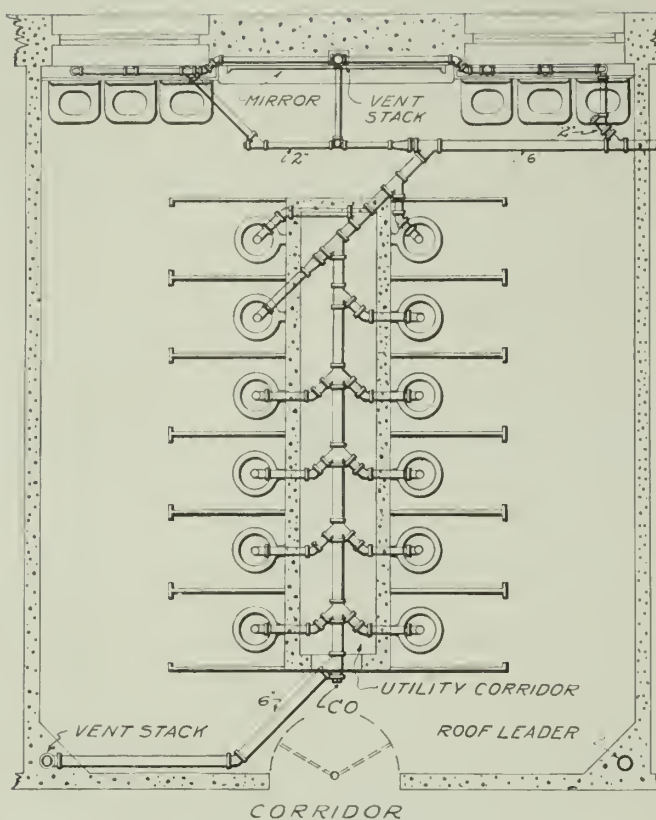 MIRROR
VENT
STACK
2"
2"
6"
UTILITY CORRIDOR
6"
CO
VENT STACK
ROOF LEADER
CORRIDOR